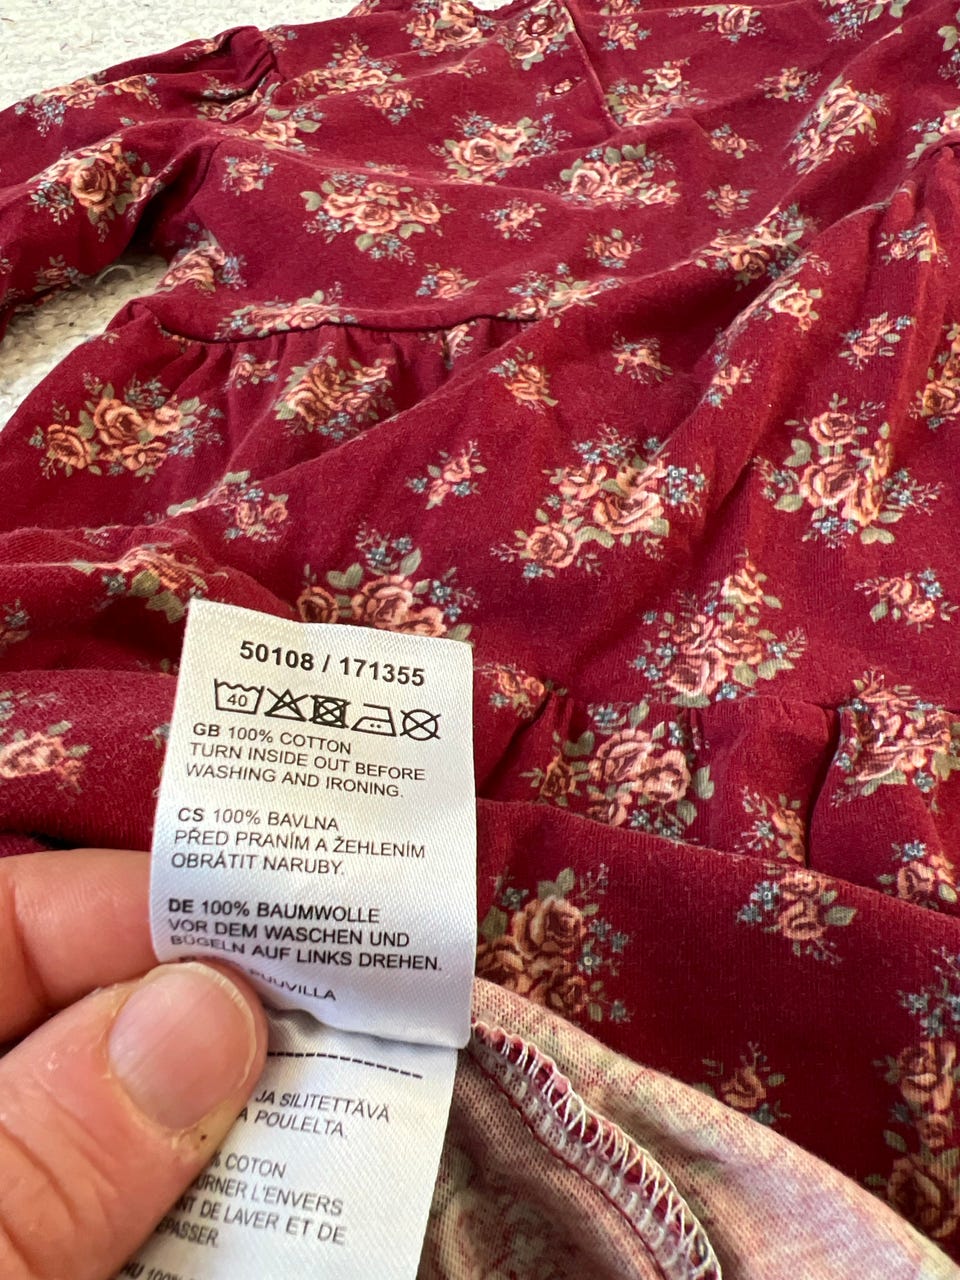 50108 / 171355
40
GB 100% COTTON
TURN INSIDE OUT BEFORE
WASHING AND IRONING.
CS 100% BAVLNA
PŘED PRANÍM A ŽEHLENÍM
OBRÁTIT NARUBY.
DE 100% BAUMWOLLE
VOR DEM WASCHEN UND
BÜGELN AUF LINKS DREHEN.
PUUVILLA
JA SILITETTÄVÄ
POULELTA.
COTON
L'ENVERS
DE LAVER ET DE
100%